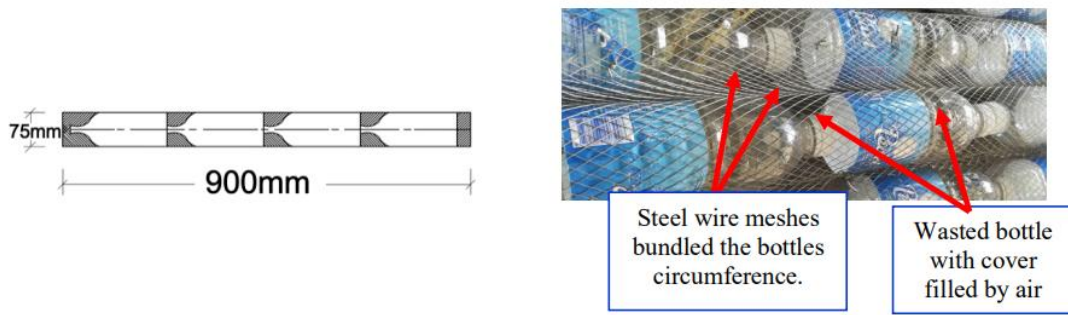 75mm
900mm
Steel wire meshes
bundled the bottles
circumference.
Wasted bottle
with cover
filled by air